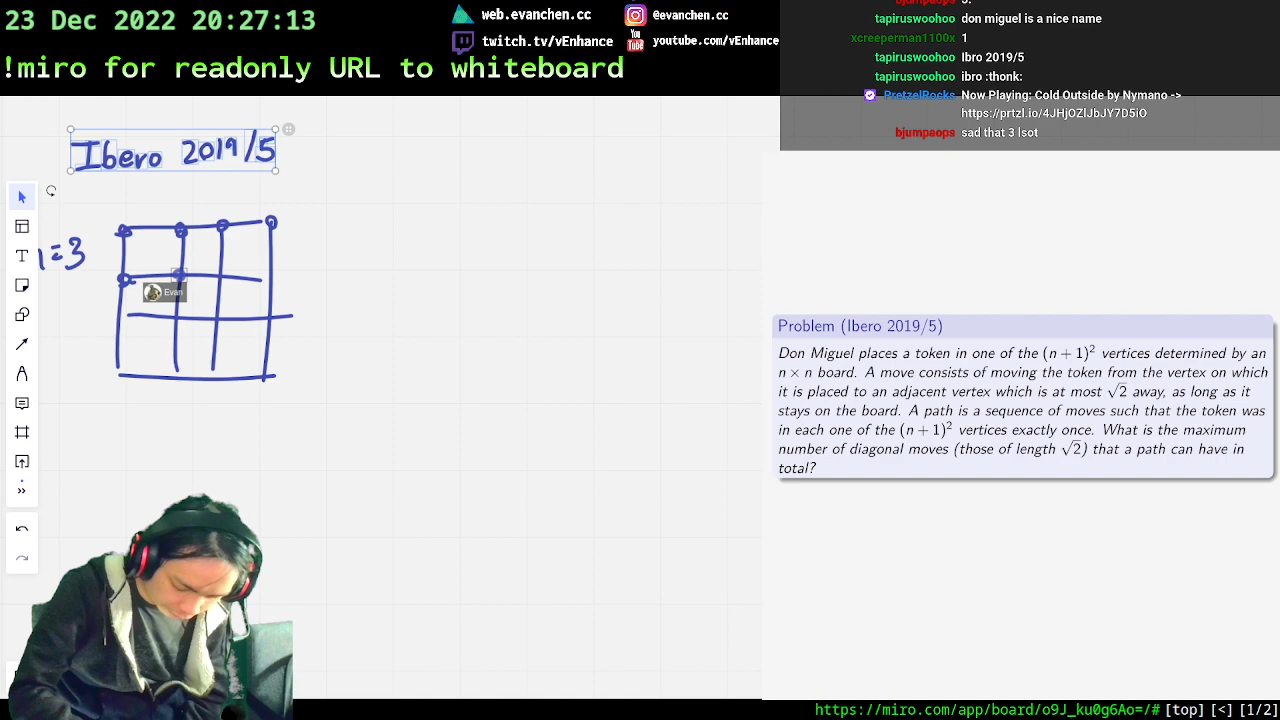 23 Dec 2022 20:27:13
web.evanchen.cc
@evanchen.cc
twitch.tv/vEnhance
You Tube
youtube.com/vEnhance
!miro for readonly URL to whiteboard
tapiruswoohoo don miguel is a nice name
xcreeperman1100x 1
tapiruswoohoo Ibro 2019/5
tapiruswoohoo ibro :thonk:
PretzelRocks Now Playing: Cold Outside by Nymano ->
https://prtzl.io/4JHjOZlJbJY7D5iO
bjumpaops sad that 3 lsot
Ibero 2019/5
=3
Evan
Problem (Ibero 2019/5)
Don Miguel places a token in one of the (n + 1)² vertices determined by an
n × n board. A move consists of moving the token from the vertex on which
it is placed to an adjacent vertex which is at most √2 away, as long as it
stays on the board. A path is a sequence of moves such that the token was
in each one of the (n + 1)² vertices exactly once. What is the maximum
number of diagonal moves (those of length √2) that a path can have in
total?
https://miro.com/app/board/o9J_ku0g6Ao=/# [top] [<] [1/2]